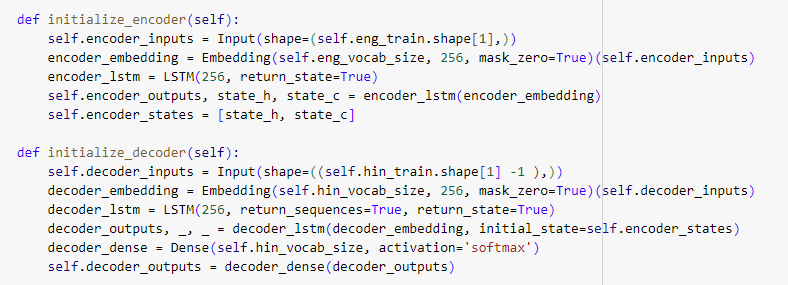 def initialize_encoder(self):
    self.encoder_inputs = Input(shape=(self.eng_train.shape[1],))
    encoder_embedding = Embedding(self.eng_vocab_size, 256, mask_zero=True)(self.encoder_inputs)
    encoder_lstm = LSTM(256, return_state=True)
    self.encoder_outputs, state_h, state_c = encoder_lstm(encoder_embedding)
    self.encoder_states = [state_h, state_c]

def initialize_decoder(self):
    self.decoder_inputs = Input(shape=((self.hin_train.shape[1] -1 ),))
    decoder_embedding = Embedding(self.hin_vocab_size, 256, mask_zero=True)(self.decoder_inputs)
    decoder_lstm = LSTM(256, return_sequences=True, return_state=True)
    decoder_outputs, _, _ = decoder_lstm(decoder_embedding, initial_state=self.encoder_states)
    decoder_dense = Dense(self.hin_vocab_size, activation='softmax')
    self.decoder_outputs = decoder_dense(decoder_outputs)